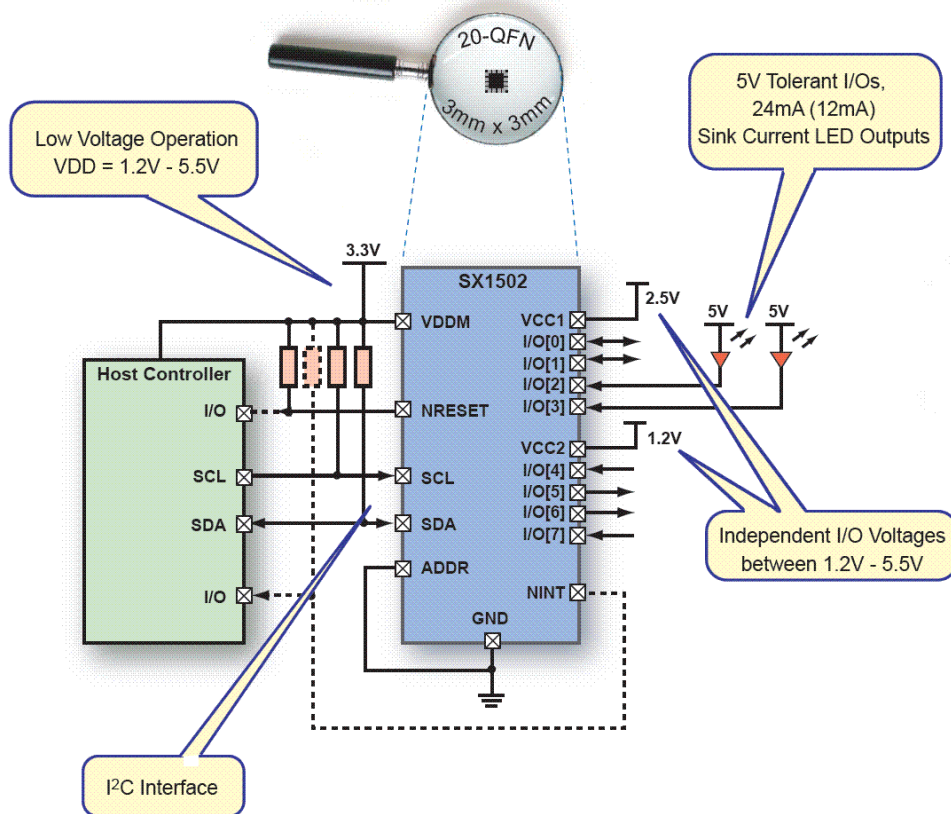 20-QFN
3mm x 3mm
5V Tolerant I/Os,
24mA (12mA)
Sink Current LED Outputs
Low Voltage Operation
VDD = 1.2V - 5.5V
3.3V
SX1502
2.5V
5V
5V
VDDM
VCC1
I/O[0]
I/O[1]
I/O[2]
I/O[3]
Host Controller
I/O
NRESET
VCC2
1.2V
I/O[4]
SCL
SCL
I/O[5]
I/O[6]
SDA
SDA
I/O[7]
Independent I/O Voltages
between 1.2V - 5.5V
ADDR
I/O
NINT
GND
I²C Interface